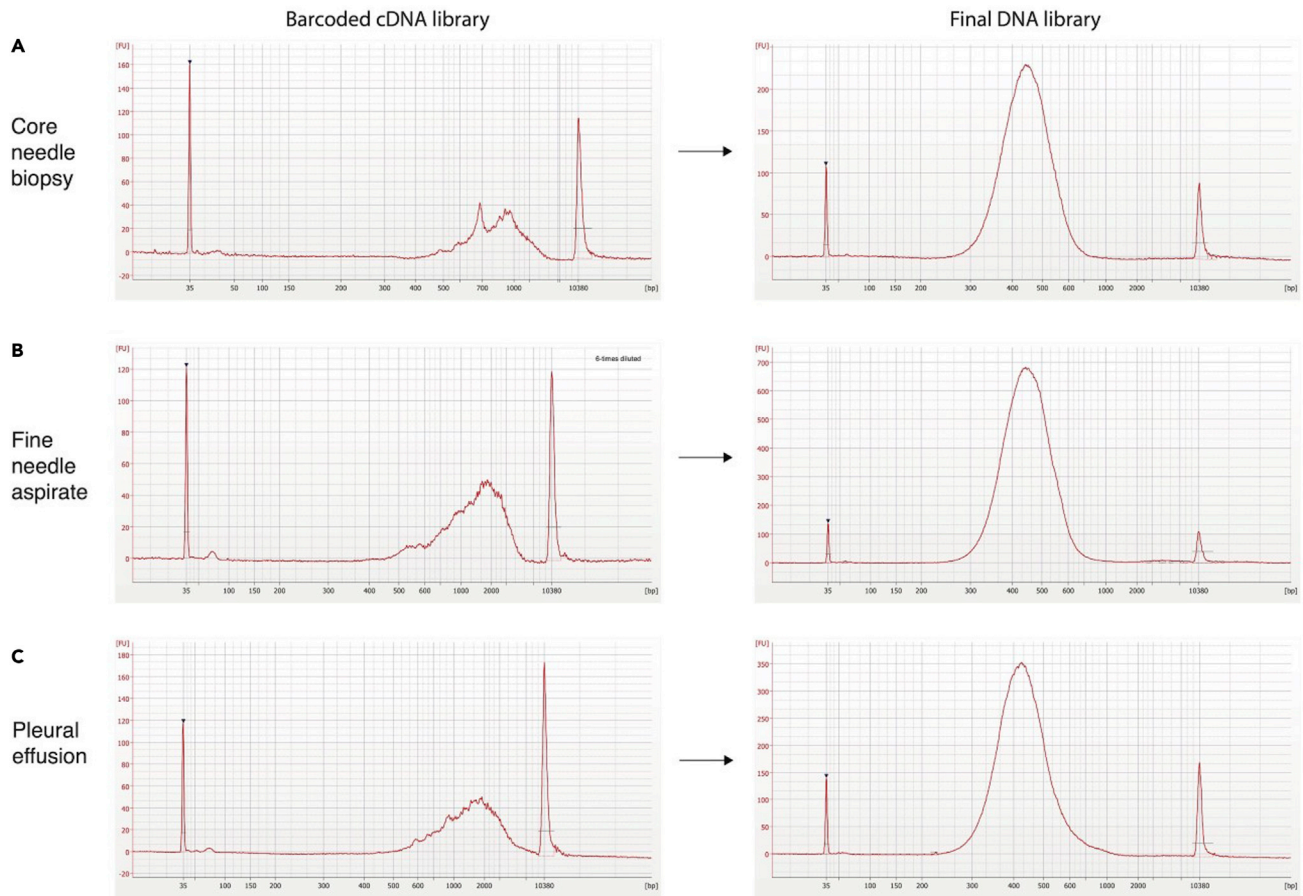 Barcoded cDNA library
Final DNA library
A
Core
needle
biopsy
[FU]
160
140
120
100
80
60
40
20
0
-20
35 50 100 150 200 300 400 500 700 1000 10380 [bp]
[FU]
200
150
100
50
0
35 100 150 200 300 400 500 600 1000 2000 10380 [bp]
B
Fine
needle
aspirate
[FU]
6-times diluted
120
100
80
60
40
20
0
35 100 200 300 400 500 600 1000 2000 10380 [bp]
[FU]
700
600
500
400
300
200
100
0
35 100 150 200 300 400 500 600 1000 2000 10380 [bp]
C
Pleural
effusion
[FU]
180
160
140
120
100
80
60
40
20
0
-20
35 100 150 200 300 400 500 600 1000 2000 10380 [bp]
[FU]
350
300
250
200
150
100
50
0
35 100 150 200 300 400 500 600 1000 2000 10380 [bp]